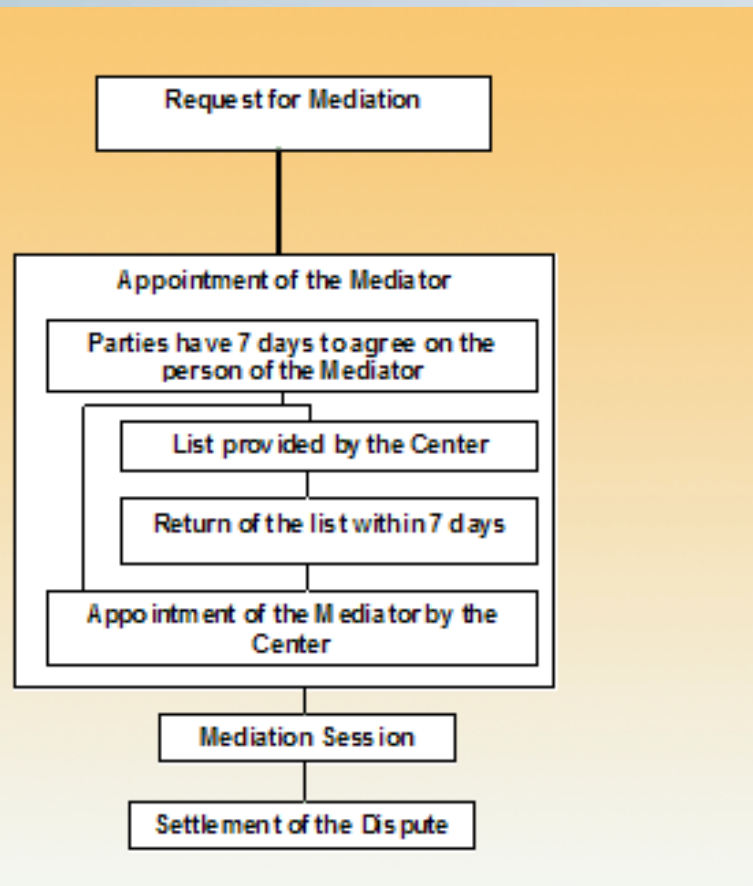 Request for Mediation
Appointment of the Mediator
Parties have 7 days to agree on the
person of the Mediator
List provided by the Center
Return of the list within 7 days
Appointment of the Mediator by the
Center
Mediation Session
Settlement of the Dispute